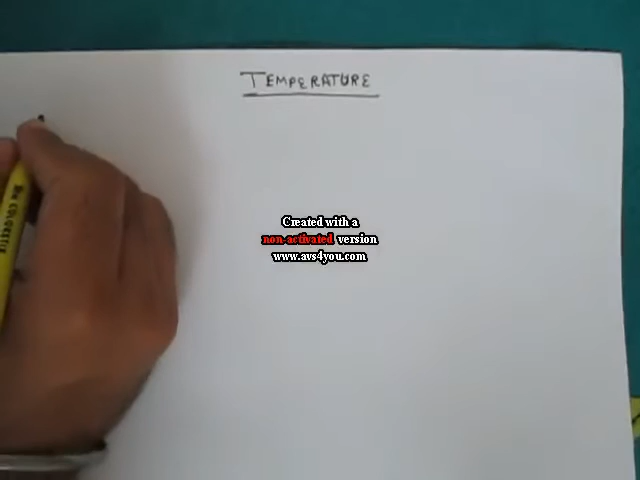 TEMPERATURE
Created with a
non-activated version
www.avs4you.com